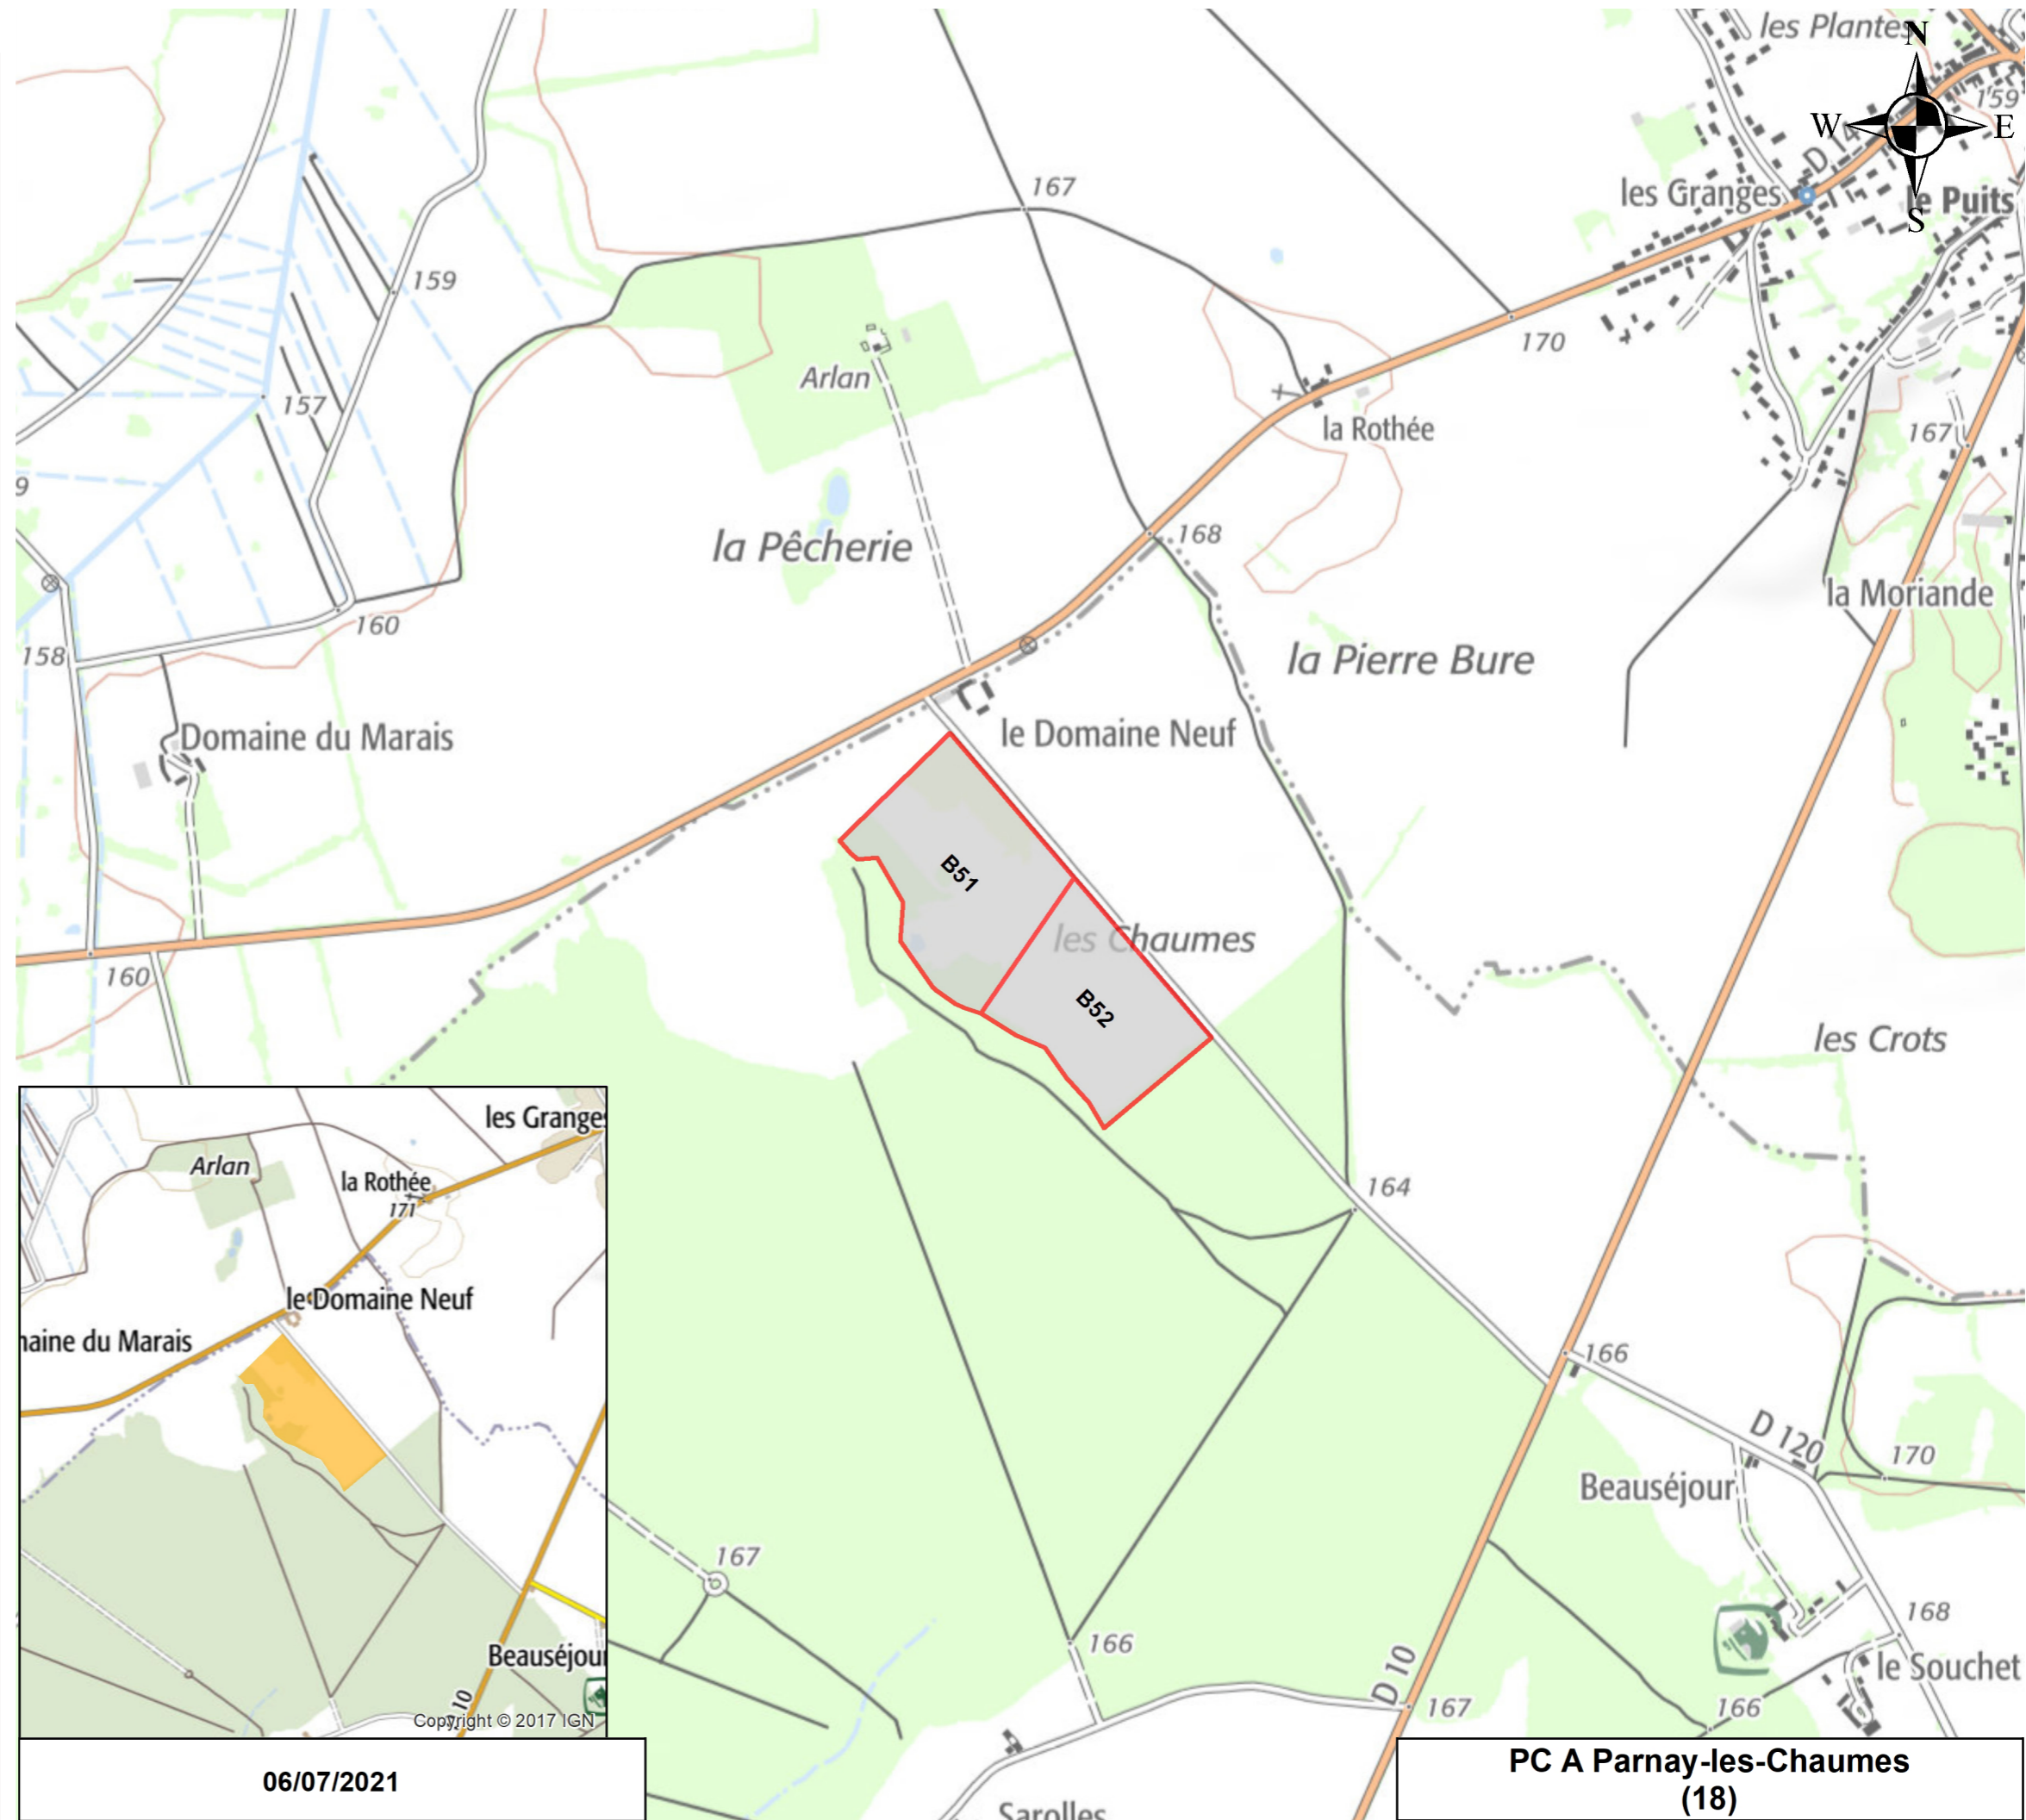 les Plantes
N
159
W
E
D 14
les Granges
le Puits
S
167
159
170
Arlan
157
la Rothée
167
9
168
la Pêcherie
la Moriande
160
158
la Pierre Bure
Domaine du Marais
le Domaine Neuf
B51
les Chaumes
160
B52
les Crots
164
166
D 120
170
Beauséjour
167
168
166
D 10
le Souchet
167
166
Sarolles
les Granges
Arlan
la Rothée
171
le Domaine Neuf
naine du Marais
Beauséjour
10
Copyright © 2017 IGN
06/07/2021
PC A Parnay-les-Chaumes
(18)